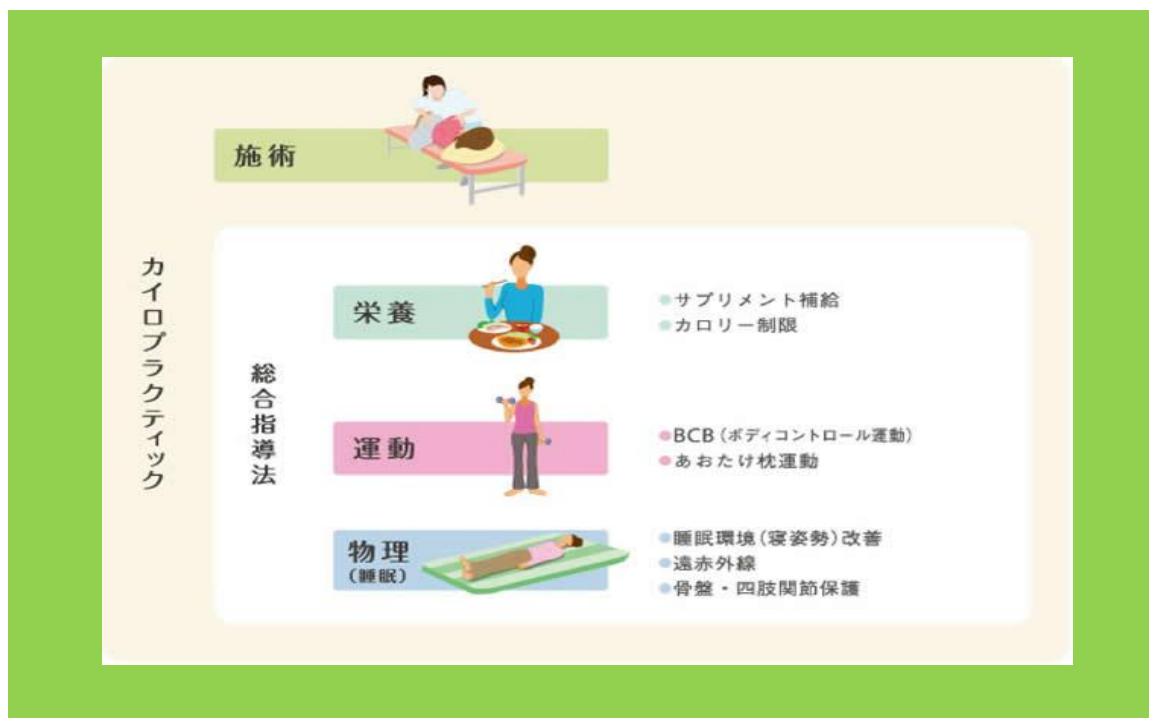 施術
カイロプラクティック
総合指導法
栄養
サプリメント補給
カロリー制限
運動
BCB（ボディコントロール運動）
あおたけ枕運動
物理
（睡眠）
睡眠環境（寝姿勢）改善
遠赤外線
骨盤・四肢関節保護